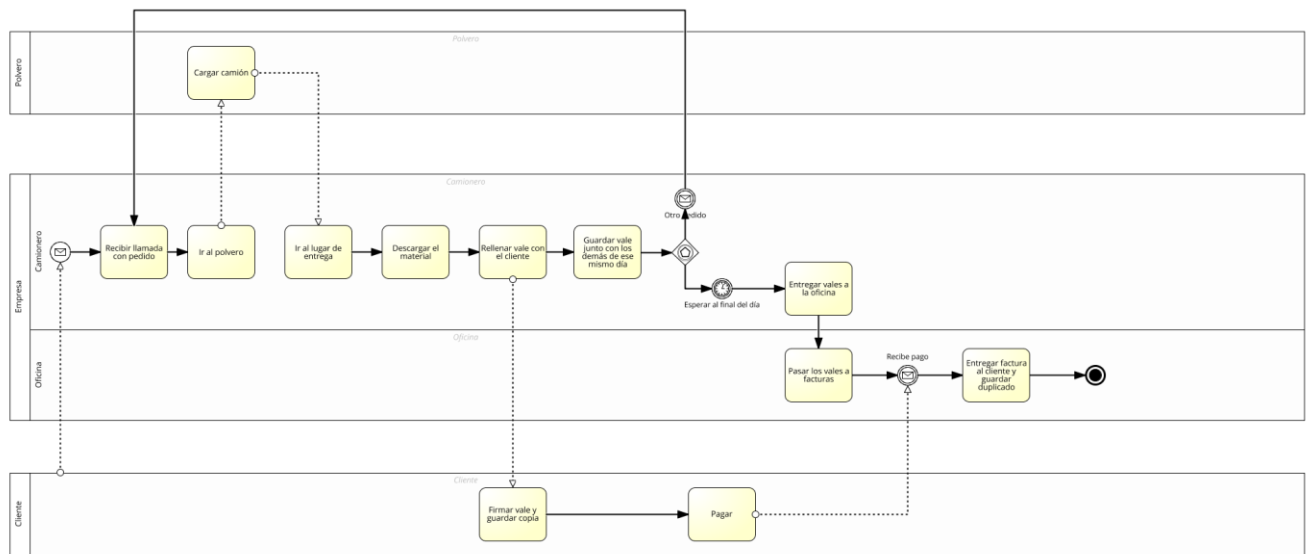 Polvero
Polvero
Cargar camión
Empresa
Camionero
Camionero
Recibir llamada
con pedido
Ir al polvero
Ir al lugar de
entrega
Descargar el
material
Rellenar vale con
el cliente
Guardar vale
junto con los
demás de ese
mismo día
Otro pedido
Esperar al final del día
Entregar vales a
la oficina
Oficina
Oficina
Pasar los vales a
facturas
Recibe pago
Entregar factura
al cliente y
guardar
duplicado
Cliente
Cliente
Firmar vale y
guardar copia
Pagar